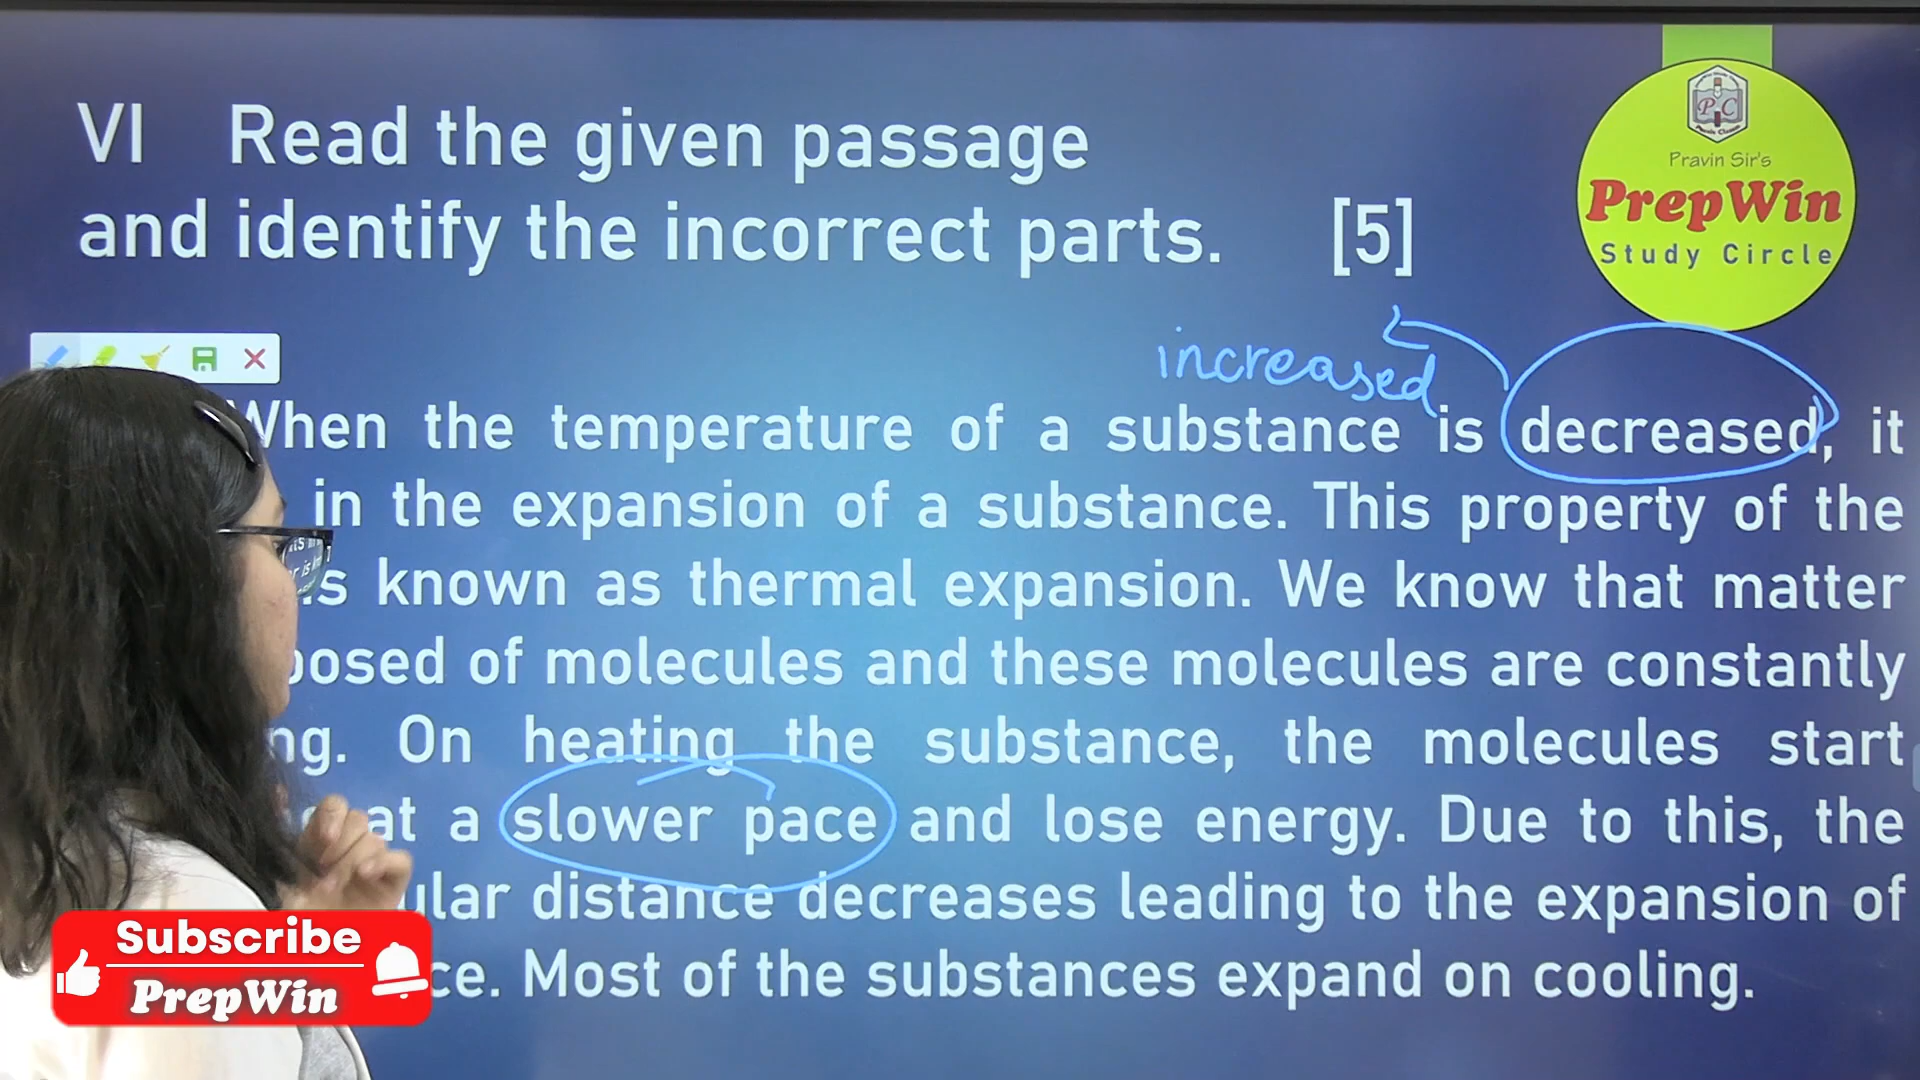 VI Read the given passage
and identify the incorrect parts. [5]
P C
Pravin Sir's
PrepWin
Study Circle
increased
When the temperature of a substance is decreased, it
in the expansion of a substance. This property of the
is known as thermal expansion. We know that matter
posed of molecules and these molecules are constantly
ng. On heating the substance, the molecules start
at a slower pace and lose energy. Due to this, the
ular distance decreases leading to the expansion of
ce. Most of the substances expand on cooling.
Subscribe
PrepWin